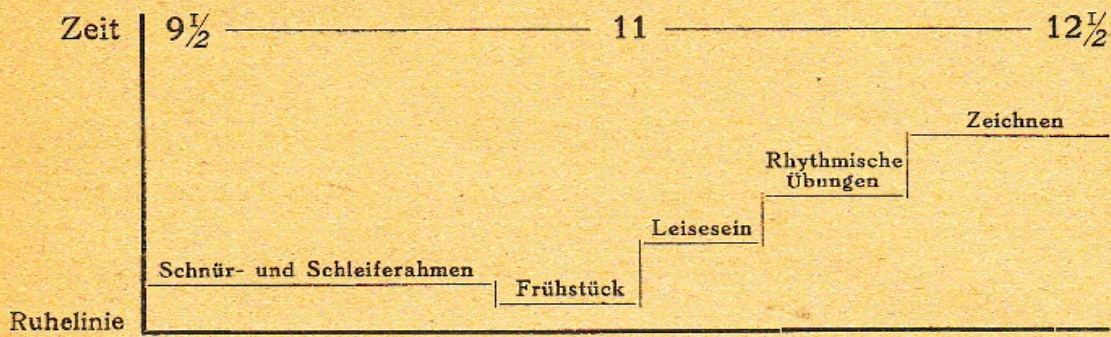 Zeit 9½ 11 12½
Zeichnen
Rhythmische
Übungen
Leisesein
Schnür- und Schleiferahmen
Frühstück
Ruhelinie